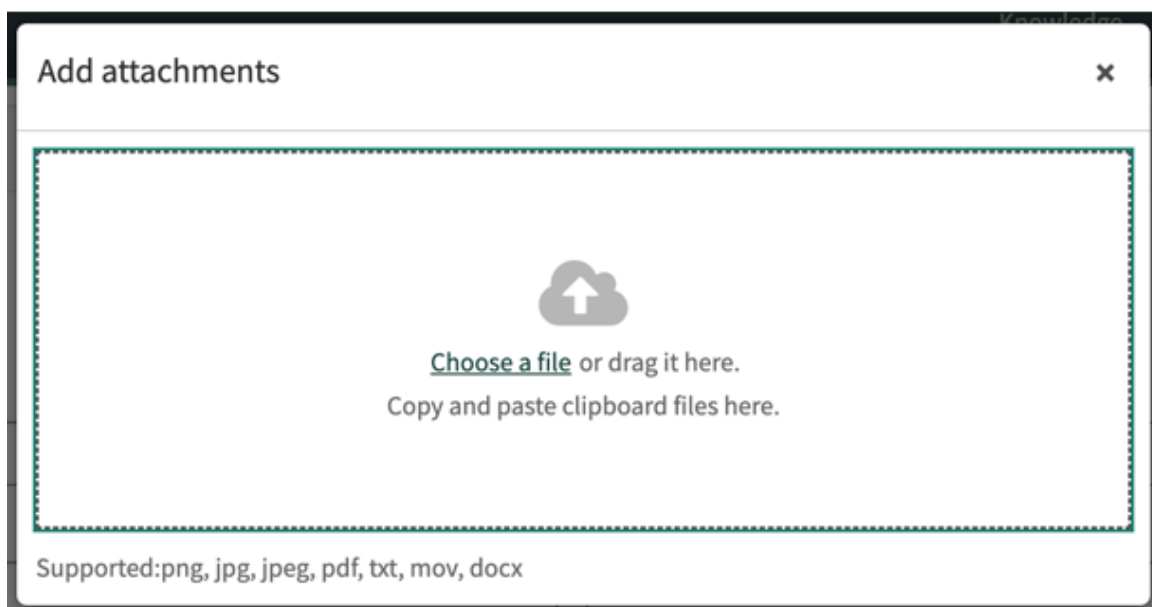 Knowledge
Add attachments
Choose a file or drag it here.
Copy and paste clipboard files here.
Supported:png, jpg, jpeg, pdf, txt, mov, docx